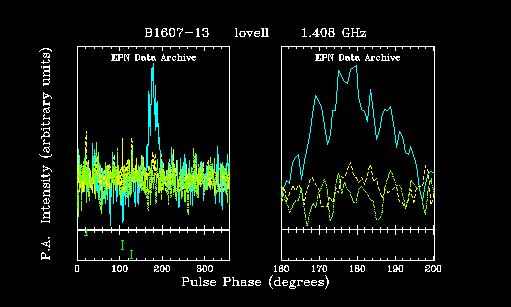 B1607-13 lovell 1.408 GHz
EPN Data Archive EPN Data Archive
P.A. Intensity (arbitrary units)
0 100 200 300 160 170 180 190 200
Pulse Phase (degrees)